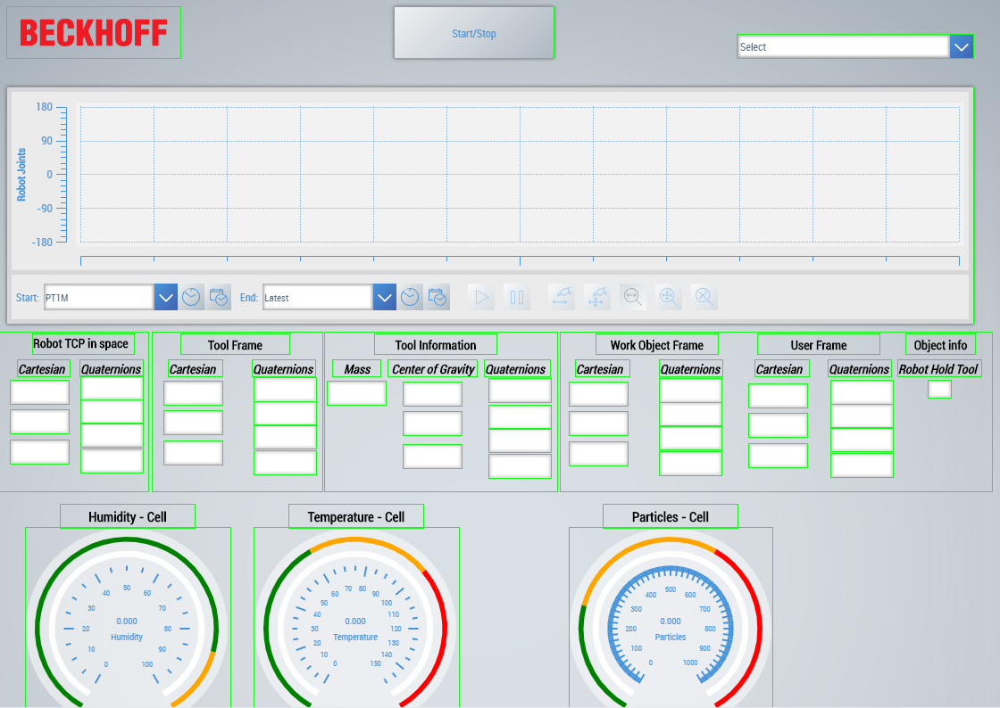 BECKHOFF
Start/Stop
Select
Robot Joints
180
90
0
-90
-180
Start: PT1M End: Latest
Robot TCP in space
Cartesian Quaternions
Tool Frame
Cartesian Quaternions
Tool Information
Mass Center of Gravity Quaternions
Work Object Frame
Cartesian Quaternions
User Frame
Cartesian Quaternions
Object info
Robot Hold Tool
Humidity - Cell
0
10
20
30
40
50
60
70
80
90
100
0.000
Humidity
Temperature - Cell
0
10
20
30
40
50
60
70
80
90
100
110
120
130
140
150
0.000
Temperature
Particles - Cell
0
100
200
300
400
500
600
700
800
900
1000
0.000
Particles